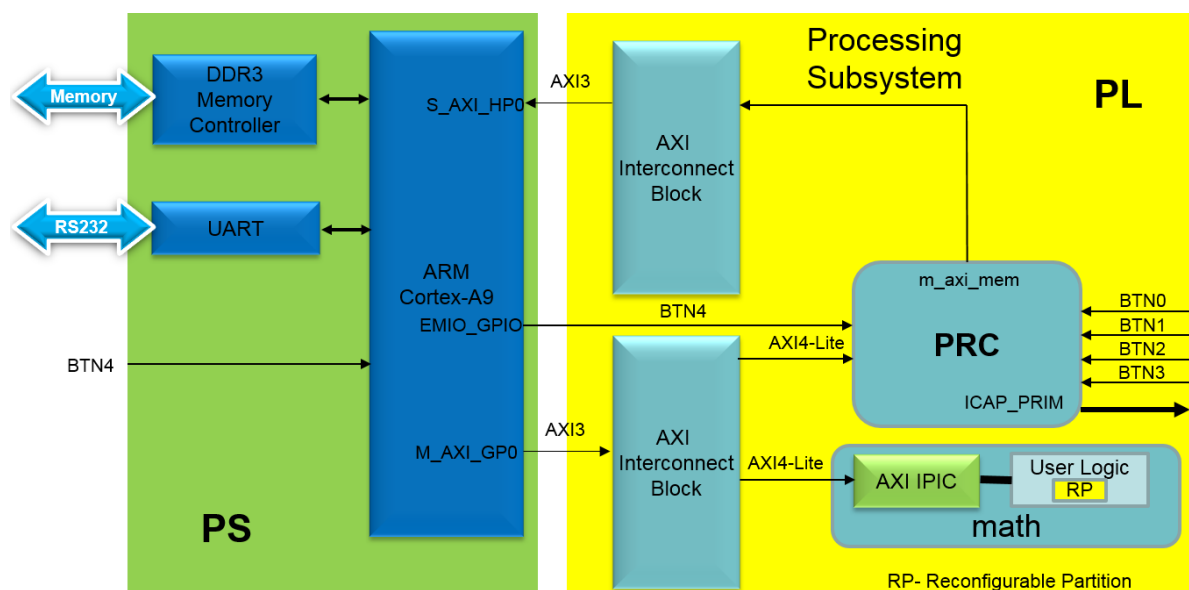 Memory
DDR3
Memory
Controller
RS232
UART
BTN4
PS
S_AXI_HP0
ARM
Cortex-A9
EMIO_GPIO
M_AXI_GP0
AXI3
AXI3
AXI
Interconnect
Block
BTN4
AXI4-Lite
AXI
Interconnect
Block
AXI4-Lite
Processing
Subsystem
PL
m_axi_mem
PRC
ICAP_PRIM
BTN0
BTN1
BTN2
BTN3
AXI IPIC
User Logic
RP
math
RP- Reconfigurable Partition